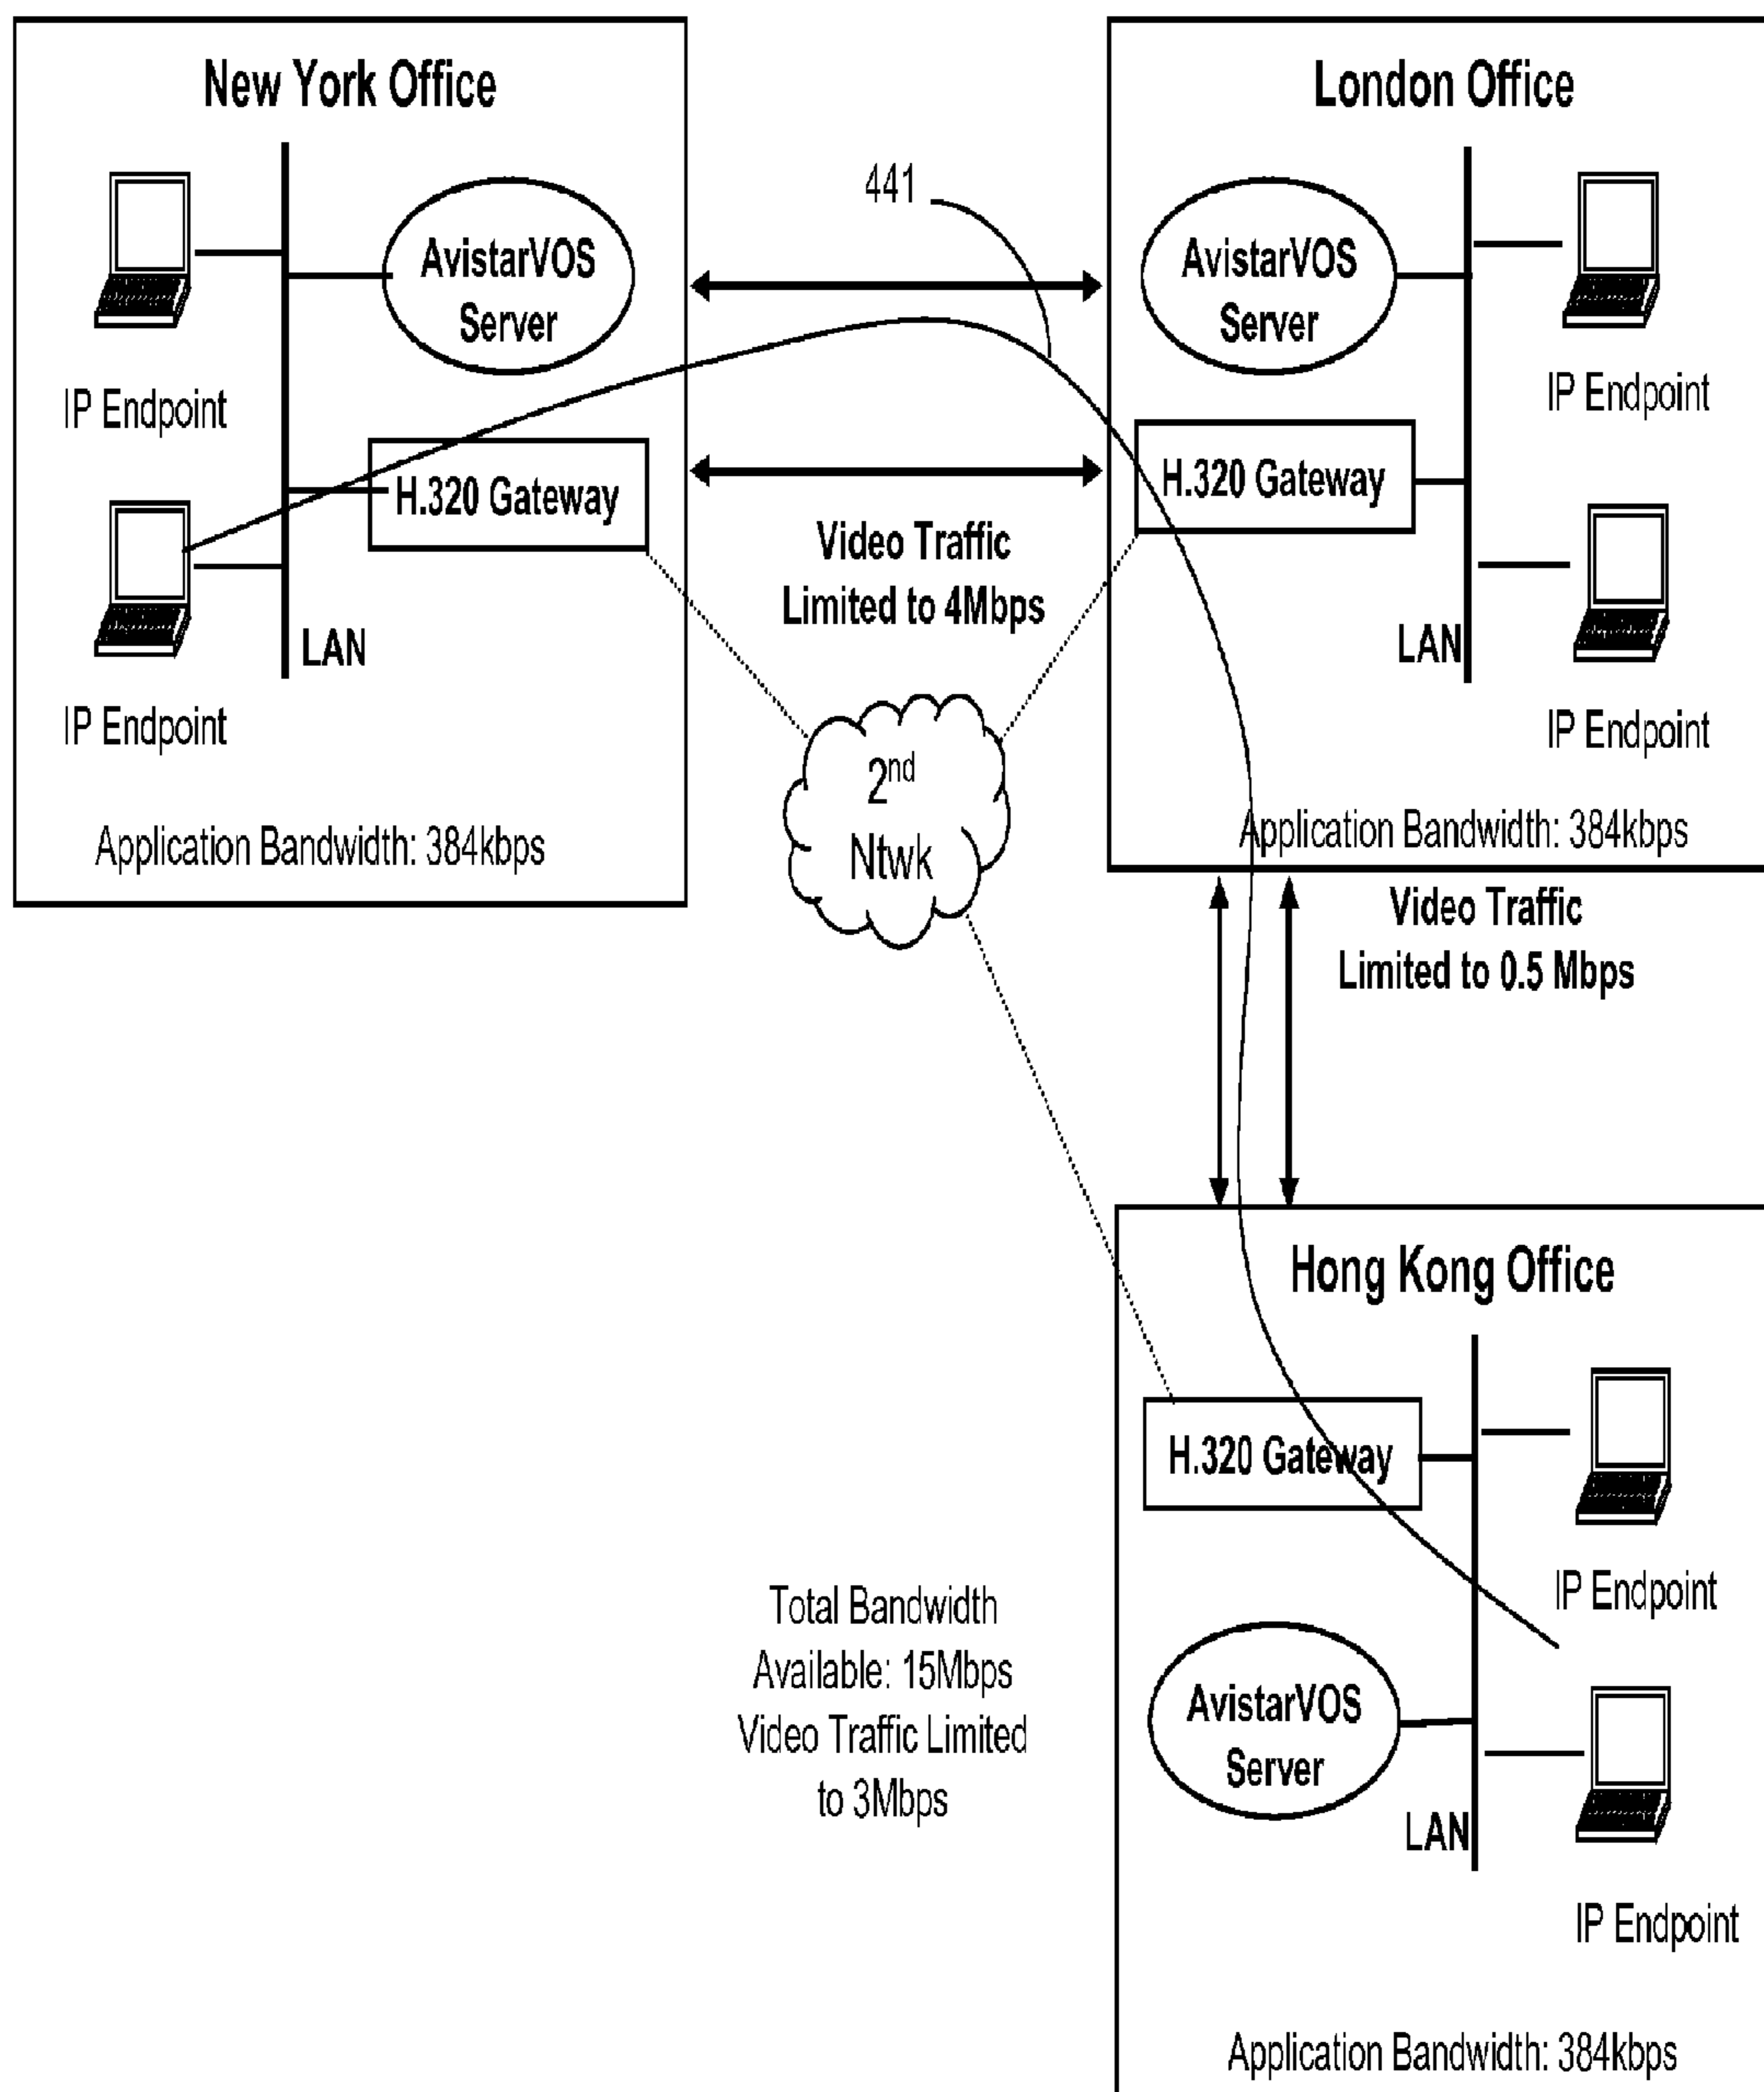 New York Office
AvistarVOS
Server
IP Endpoint
H.320 Gateway
LAN
IP Endpoint
Application Bandwidth: 384kbps
441
Video Traffic
Limited to 4Mbps
2nd
Ntwk
London Office
AvistarVOS
Server
IP Endpoint
H.320 Gateway
LAN
IP Endpoint
Application Bandwidth: 384kbps
Video Traffic
Limited to 0.5 Mbps
Hong Kong Office
H.320 Gateway
IP Endpoint
AvistarVOS
Server
LAN
IP Endpoint
Application Bandwidth: 384kbps
Total Bandwidth
Available: 15Mbps
Video Traffic Limited
to 3Mbps